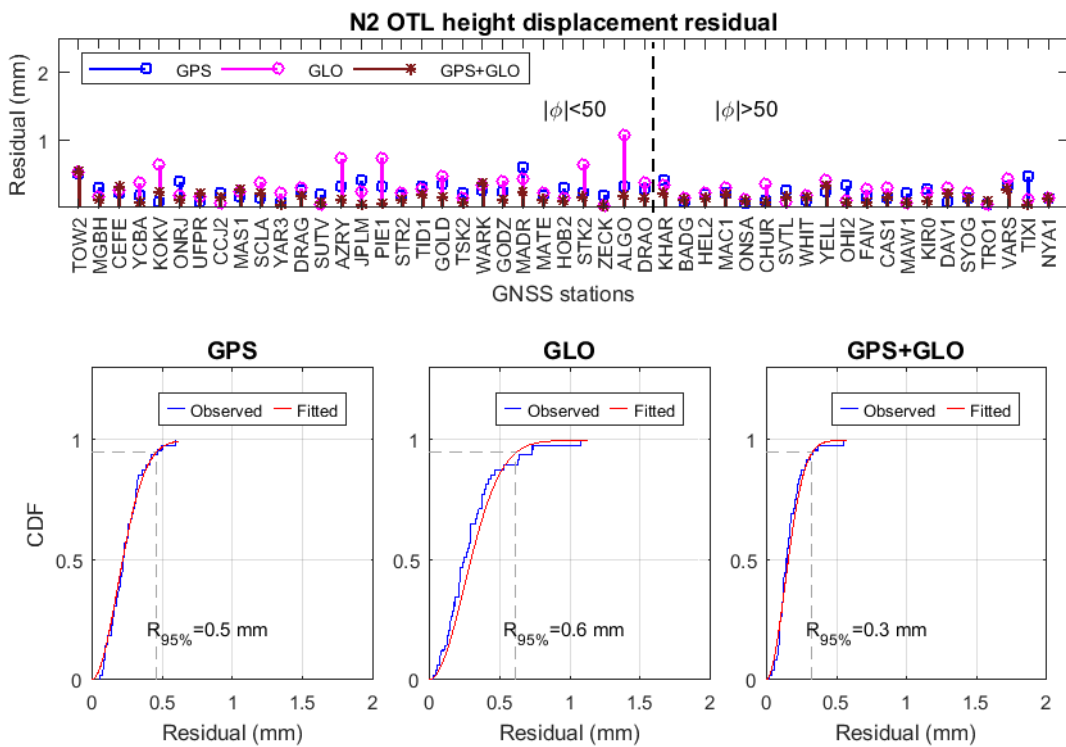 N2 OTL height displacement residual
Residual (mm)
2
1
GPS GLO GPS+GLO
|ϕ|<50 |ϕ|>50
TOW2 MGBH CEFE YCBA KOKV ONRJ UFPR CCJ2 MAS1 SCLA YAR3 DRAG SUTV AZRY JPLM PIE1 STR2 TID1 GOLD TSK2 WARK GODZ MADR MATE HOB2 STK2 ZECK ALGO DRAO KHAR BADG HEL2 MAC1 ONSA CHUR SVTL WHIT YELL OHI2 FAIV CAS1 MAW1 KIR0 DAV1 SYOG TRO1 VARS TIXI NYA1
GNSS stations
GPS
CDF
1
0.5
0
Observed Fitted
R95%=0.5 mm
0 0.5 1 1.5 2
Residual (mm)
GLO
1
0.5
0
Observed Fitted
R95%=0.6 mm
0 0.5 1 1.5 2
Residual (mm)
GPS+GLO
1
0.5
0
Observed Fitted
R95%=0.3 mm
0 0.5 1 1.5 2
Residual (mm)